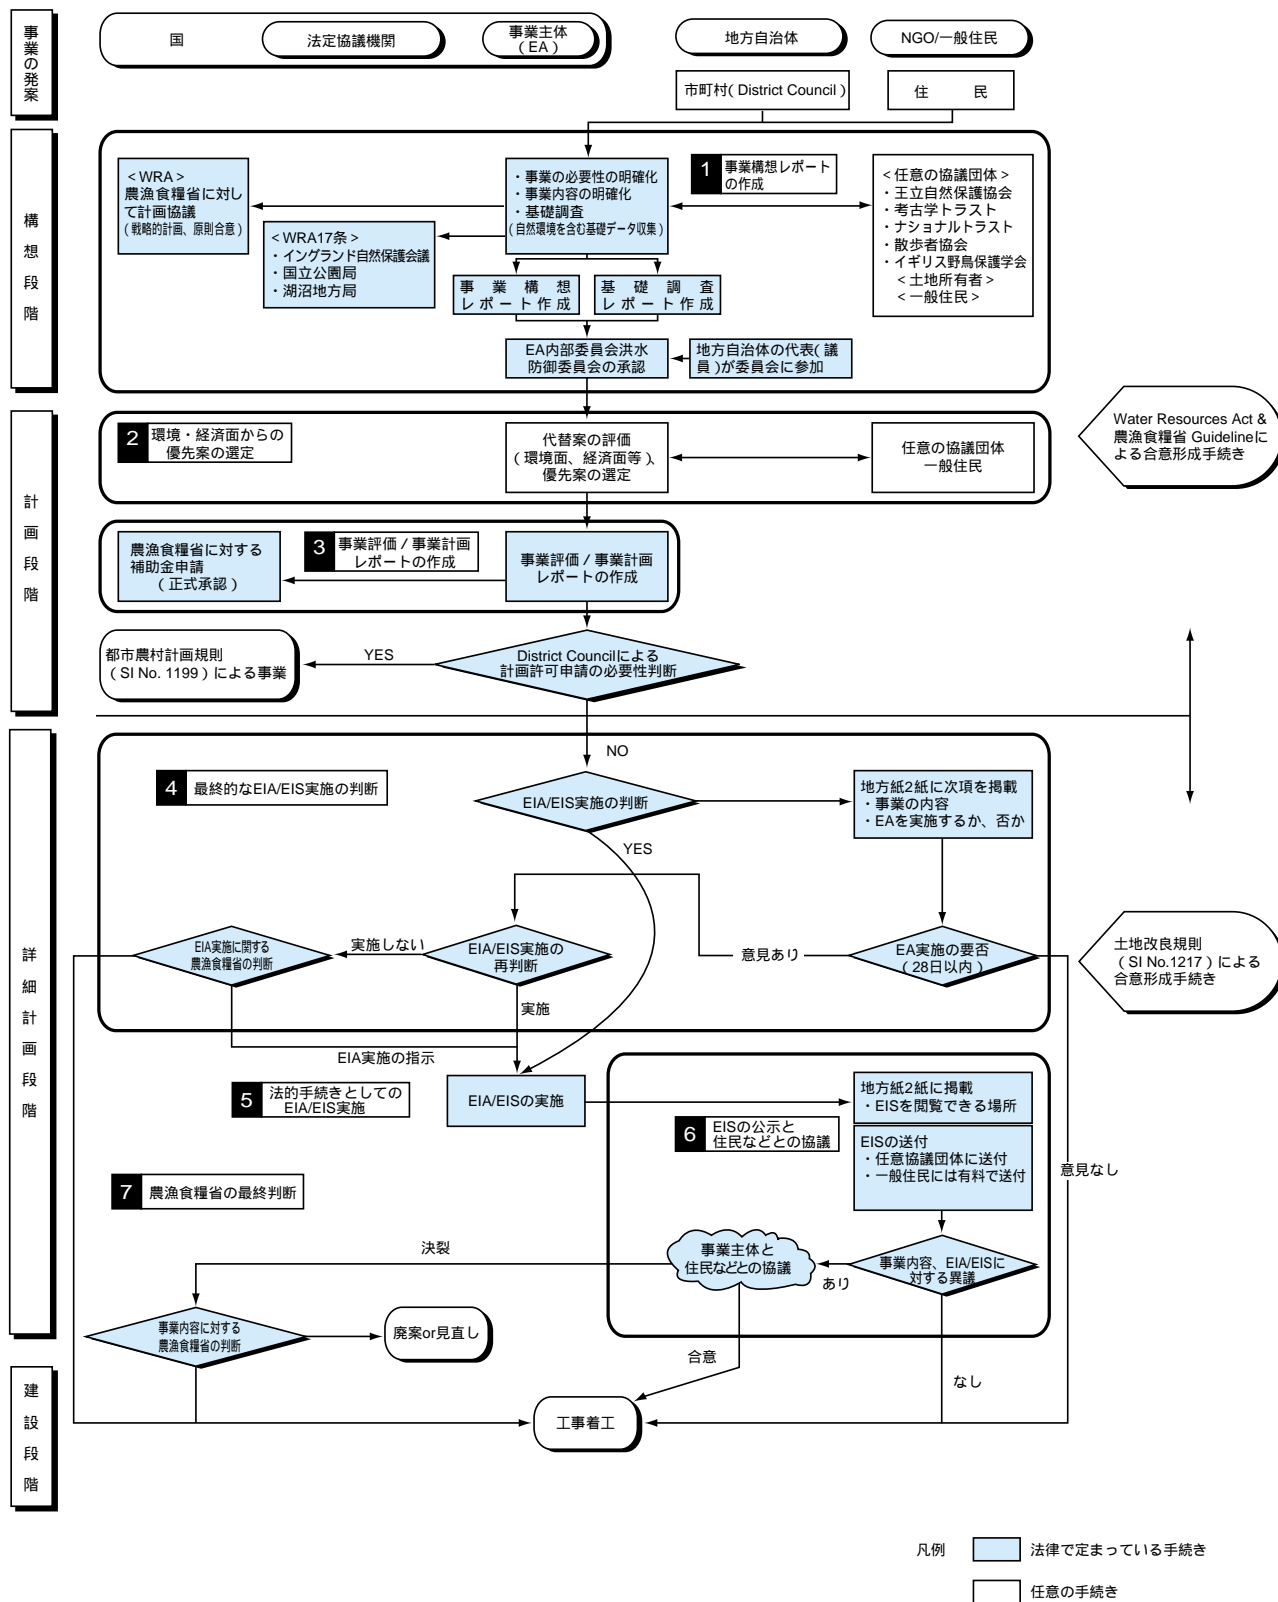 事業の発案
国
法定協議機関
事業主体
（EA）
地方自治体
NGO/一般住民
市町村（District Council）
住　　民
構想段階
＜WRA＞
農漁食糧省に対し
て計画協議
（戦略的計画、原則合意）
＜WRA17条＞
・イングランド自然保護会議
・国立公園局
・湖沼地方局
・事業の必要性の明確化
・事業内容の明確化
・基礎調査
（自然環境を含む基礎データ収集）
1
事業構想レポート
の作成
＜任意の協議団体＞
・王立自然保護協会
・考古学トラスト
・ナショナルトラスト
・散歩者協会
・イギリス野鳥保護学会
＜土地所有者＞
＜一般住民＞
事業構想
レポート作成
基礎調査
レポート作成
EA内部委員会洪水
防御委員会の承認
地方自治体の代表（議
員）が委員会に参加
計画段階
2
環境・経済面からの
優先案の選定
代替案の評価
（環境面、経済面等）、
優先案の選定
任意の協議団体
一般住民
Water Resources Act &
農漁食糧省 Guidelineに
よる合意形成手続き
農漁食糧省に対する
補助金申請
（正式承認）
3
事業評価 / 事業計画
レポートの作成
事業評価 / 事業計画
レポートの作成
都市農村計画規則
（SI No. 1199）による事業
YES
District Councilによる
計画許可申請の必要性判断
NO
詳細計画段階
4
最終的なEIA/EIS実施の判断
EIA/EIS実施の判断
地方紙2紙に次項を掲載
・事業の内容
・EAを実施するか、否か
YES
EIA実施に関する
農漁食糧省の判断
実施しない
EIA/EIS実施の
再判断
意見あり
EA実施の要否
（28日以内）
土地改良規則
（SI No.1217）による
合意形成手続き
実施
EIA実施の指示
5
法的手続きとしての
EIA/EIS実施
EIA/EISの実施
地方紙2紙に掲載
・EISを閲覧できる場所
6
EISの公示と
住民などとの協議
EISの送付
・任意協議団体に送付
・一般住民には有料で送付
意見なし
7
農漁食糧省の最終判断
決裂
事業主体と
住民などとの協議
あり
事業内容、EIA/EISに
対する異議
事業内容に対する
農漁食糧省の判断
廃案or見直し
合意
なし
建設段階
工事着工
凡例
法律で定まっている手続き
任意の手続き